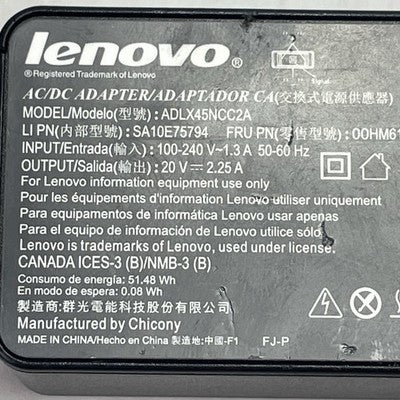 lenovo®
®Registered Trademark of Lenovo
AC/DC ADAPTER/ADAPTADOR CA(交換式電源供應器)
MODEL/Modelo(型號): ADLX45NCC2A
LI PN(内部型號): SA10E75794 FRU PN(零售型號): 00HM61
INPUT/Entrada(輸入): 100-240 V~1.3 A 50-60 Hz
OUTPUT/Salida(輸出): 20 V⎓2.25 A
For Lenovo information equipment use only
Pour les équipements d'information Lenovo utiliser uniquement
Para equipamentos de informática Lenovo usar apenas
Para el equipo de información de Lenovo utilice sólo
Lenovo is trademarks of Lenovo, used under license.
CANADA ICES-3 (B)/NMB-3 (B)
Consumo de energía: 51.48 Wh
En modo de espera: 0.08 Wh
製造商: 群光電能科技股份有限公司
Manufactured by Chicony
MADE IN CHINA/Hecho en China 製造地:中國-F1 FJ-P